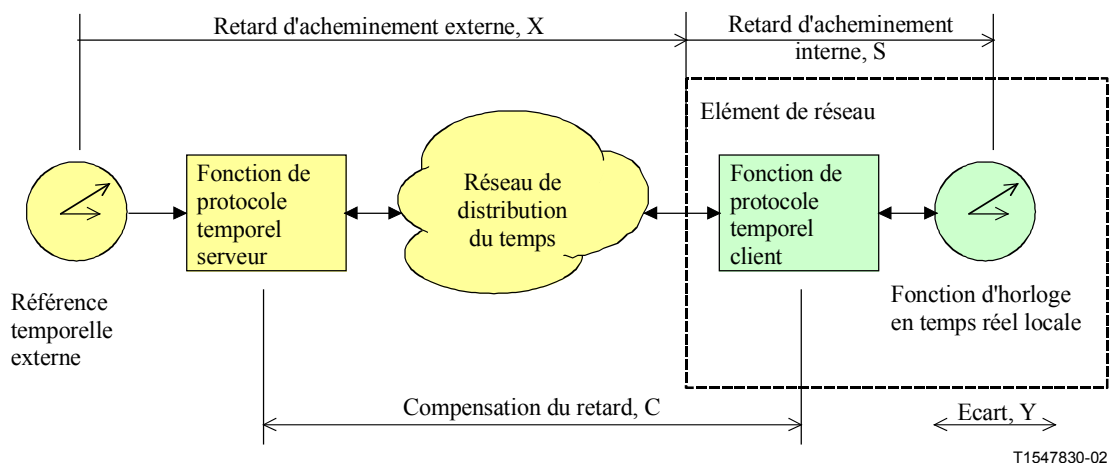 Retard d'acheminement externe, X
Retard d'acheminement
interne, S
Elément de réseau
Fonction de
protocole
temporel
serveur
Réseau de
distribution
du temps
Fonction de
protocole
temporel
client
Référence
temporelle
externe
Fonction d'horloge
en temps réel locale
Compensation du retard, C
Ecart, Y
T1547830-02